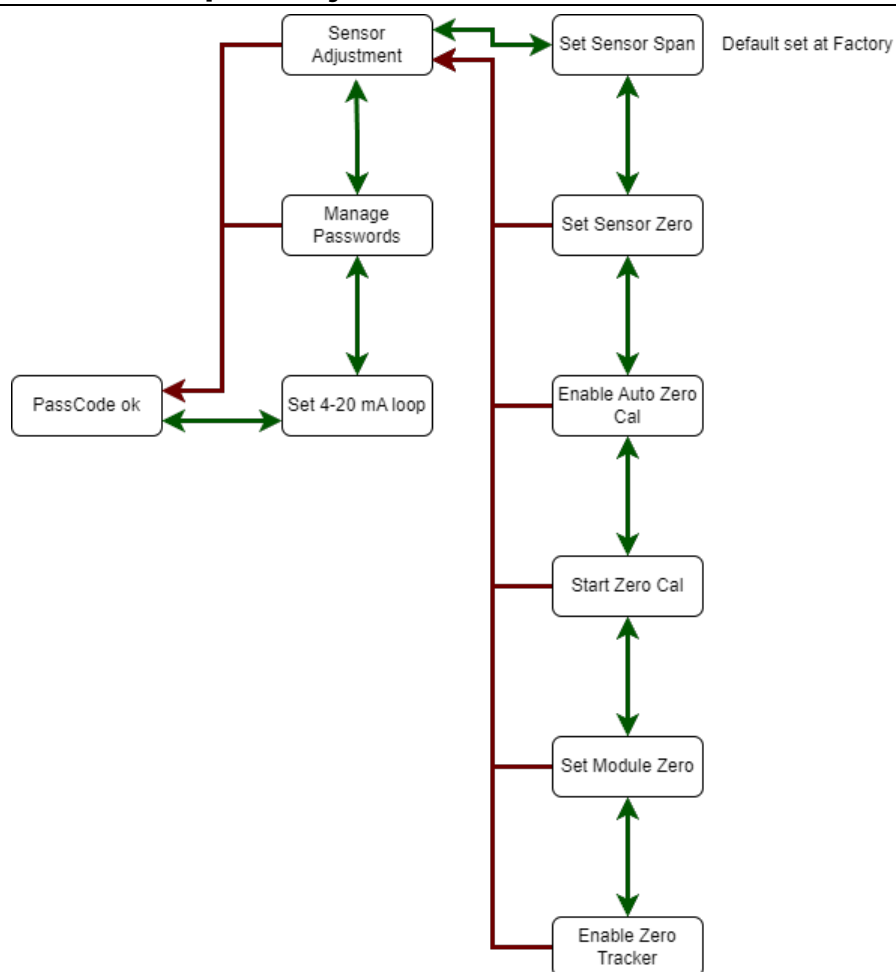 Sensor
Adjustment
Set Sensor Span
Default set at Factory
Manage
Passwords
Set Sensor Zero
PassCode ok
Set 4-20 mA loop
Enable Auto Zero
Cal
Start Zero Cal
Set Module Zero
Enable Zero
Tracker